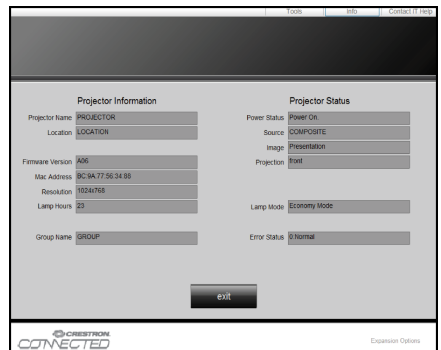 Tools Info Contact IT Help
Projector Information
Projector Name PROJECTOR
Location LOCATION
Firmware Version A06
Mac Address BC:9A:77:56:34:88
Resolution 1024x768
Lamp Hours 23
Group Name GROUP
Projector Status
Power Status Power On.
Source COMPOSITE
Image Presentation
Projection front
Lamp Mode Economy Mode
Error Status 0:Normal
exit
CRESTRON
CONNECTED
Expansion Options